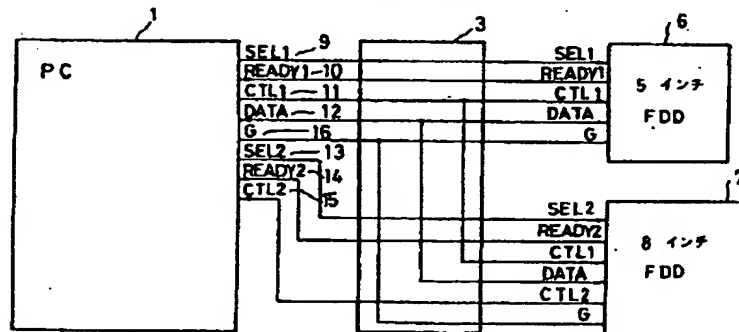 1
PC
SEL1 9
READY1 10
CTL1 11
DATA 12
G 16
SEL2 13
READY2 14
CTL2 15
3
SEL1
READY1
CTL1
DATA
G
6
5 インチ
FDD
SEL2
READY2
CTL1
DATA
CTL2
G
7
8 インチ
FDD